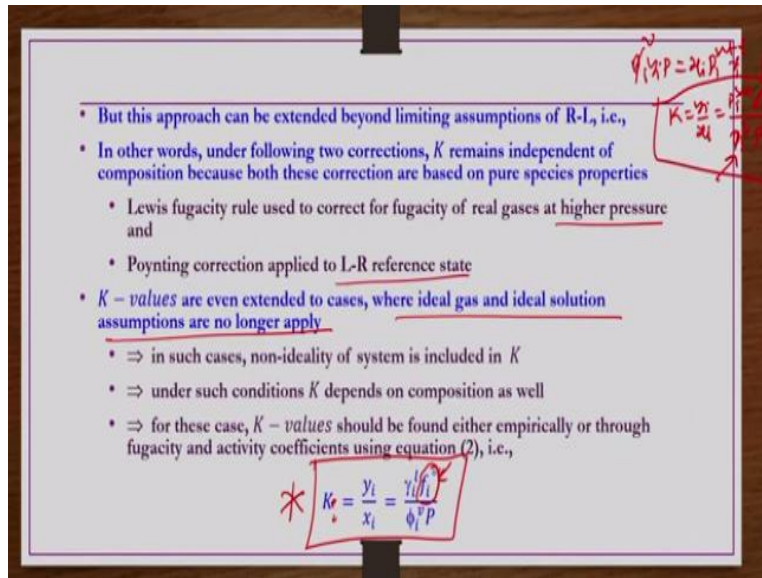 • But this approach can be extended beyond limiting assumptions of R-L, i.e.,
• In other words, under following two corrections, K remains independent of
composition because both these correction are based on pure species properties
• Lewis fugacity rule used to correct for fugacity of real gases at higher pressure
and
• Poynting correction applied to L-R reference state
• K – values are even extended to cases, where ideal gas and ideal solution
assumptions are no longer apply
• ⇒ in such cases, non-ideality of system is included in K
• ⇒ under such conditions K depends on composition as well
• ⇒ for these case, K – values should be found either empirically or through
fugacity and activity coefficients using equation (2), i.e.,
K = y_i / x_i = γ_i^l f_i / φ_i^v P